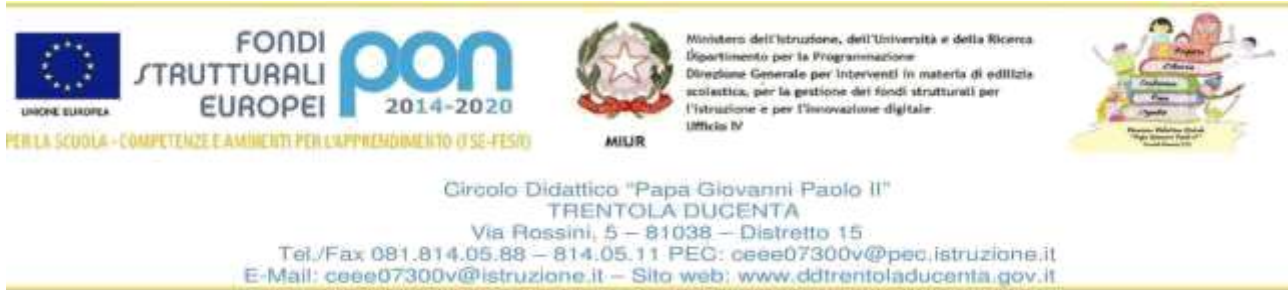 UNIONE EUROPEA
FONDI
STRUTTURALI
EUROPEI
pon
2014-2020
PER LA SCUOLA - COMPETENZE E AMBIENTI PER L'APPRENDIMENTO (FSE-FESR)
MIUR
Ministero dell'Istruzione, dell'Università e della Ricerca
Dipartimento per la Programmazione
Direzione Generale per interventi in materia di edilizia
scolastica, per la gestione dei fondi strutturali per
l'istruzione e per l'innovazione digitale
Ufficio IV
Circolo Didattico "Papa Giovanni Paolo II"
TRENTOLA DUCENTA
Via Rossini, 5 – 81038 – Distretto 15
Tel./Fax 081.814.05.88 – 814.05.11 PEC: ceee07300v@pec.istruzione.it
E-Mail: ceee07300v@istruzione.it – Sito web: www.ddtrentoladucenta.gov.it